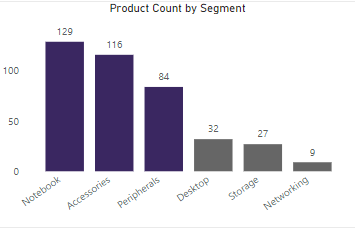 Product Count by Segment
129
116
84
32
27
9
100
50
0
Notebook
Accessories
Peripherals
Desktop
Storage
Networking